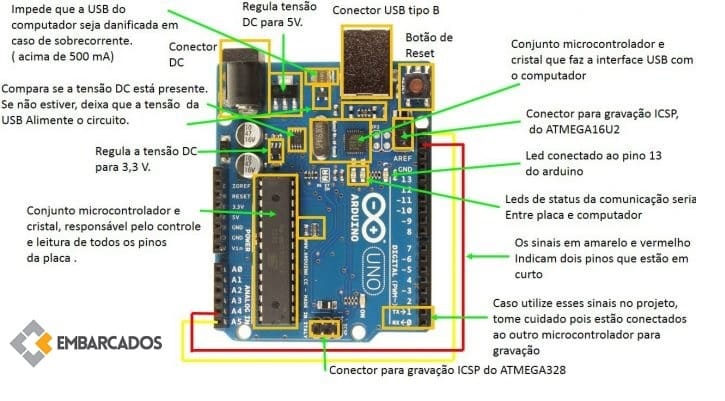 Impede que a USB do
computador seja danificada em
caso de sobrecorrente.
( acima de 500 mA)
Regula tensão
DC para 5V.
Conector USB tipo B
Conector
DC
Botão de
Reset
Conjunto microcontrolador e
cristal que faz a interface USB com
o computador
Compara se a tensão DC está presente.
Se não estiver, deixa que a tensão da
USB Alimente o circuito.
Conector para gravação ICSP,
do ATMEGA16U2
Regula a tensão DC
para 3,3 V.
Led conectado ao pino 13
do arduino
Leds de status da comunicação seria
Entre placa e computador
Conjunto microcontrolador e
cristal, responsável pelo controle
e leitura de todos os pinos
da placa .
Os sinais em amarelo e vermelho
Indicam dois pinos que estão em
curto
Caso utilize esses sinais no projeto,
tome cuidado pois estão conectados
ao outro microcontrolador para
gravação
Conector para gravação ICSP do ATMEGA328
EMBARCADOS
47
16V
47
16V
AREF
GND
13
12
~11
~10
~9
8
7
~6
~5
4
~3
2
TX→1
RX←0
DIGITAL (PWM~)
IOREF
RESET
3.3V
5V
GND
GND
Vin
POWER
A0
A1
A2
A3
A4
A5
ANALOG IN
ARDUINO
UNO
ON
ICSP